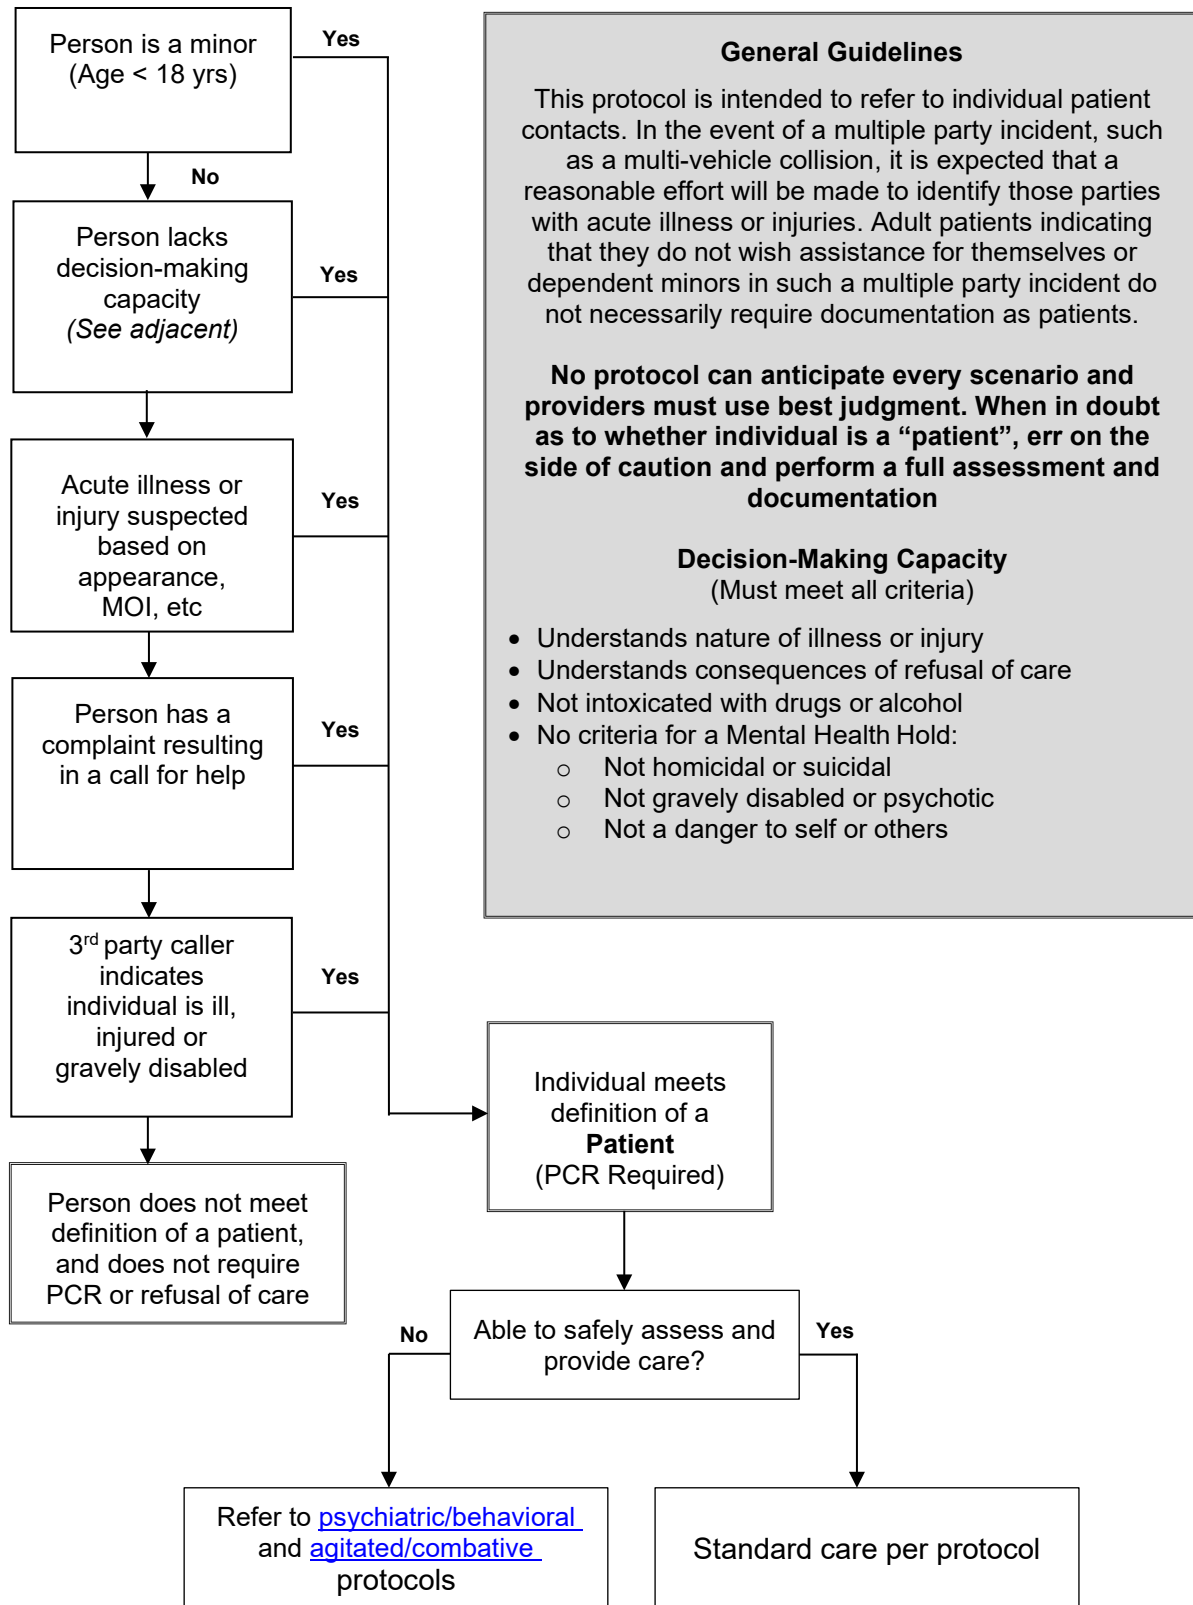 Person is a minor
(Age < 18 yrs)
Yes
No
Person lacks
decision-making
capacity
(See adjacent)
Yes
Acute illness or
injury suspected
based on
appearance,
MOI, etc
Yes
Person has a
complaint resulting
in a call for help
Yes
3rd party caller
indicates
individual is ill,
injured or
gravely disabled
Yes
Person does not meet
definition of a patient,
and does not require
PCR or refusal of care
General Guidelines
This protocol is intended to refer to individual patient
contacts. In the event of a multiple party incident, such
as a multi-vehicle collision, it is expected that a
reasonable effort will be made to identify those parties
with acute illness or injuries. Adult patients indicating
that they do not wish assistance for themselves or
dependent minors in such a multiple party incident do
not necessarily require documentation as patients.
No protocol can anticipate every scenario and
providers must use best judgment. When in doubt
as to whether individual is a “patient”, err on the
side of caution and perform a full assessment and
documentation
Decision-Making Capacity
(Must meet all criteria)
• Understands nature of illness or injury
• Understands consequences of refusal of care
• Not intoxicated with drugs or alcohol
• No criteria for a Mental Health Hold:
o Not homicidal or suicidal
o Not gravely disabled or psychotic
o Not a danger to self or others
Individual meets
definition of a
Patient
(PCR Required)
No
Able to safely assess and
provide care?
Yes
Refer to psychiatric/behavioral
and agitated/combative
protocols
Standard care per protocol